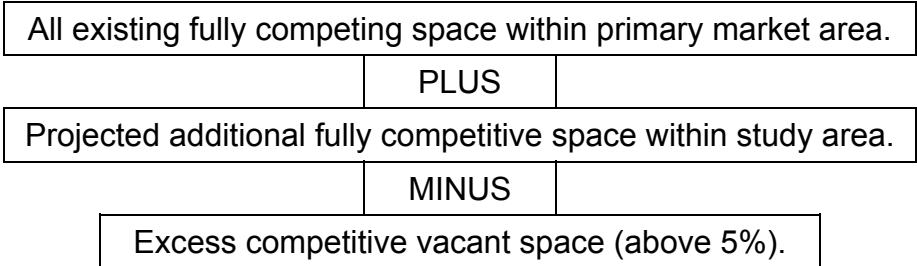 All existing fully competing space within primary market area.
PLUS
Projected additional fully competitive space within study area.
MINUS
Excess competitive vacant space (above 5%).